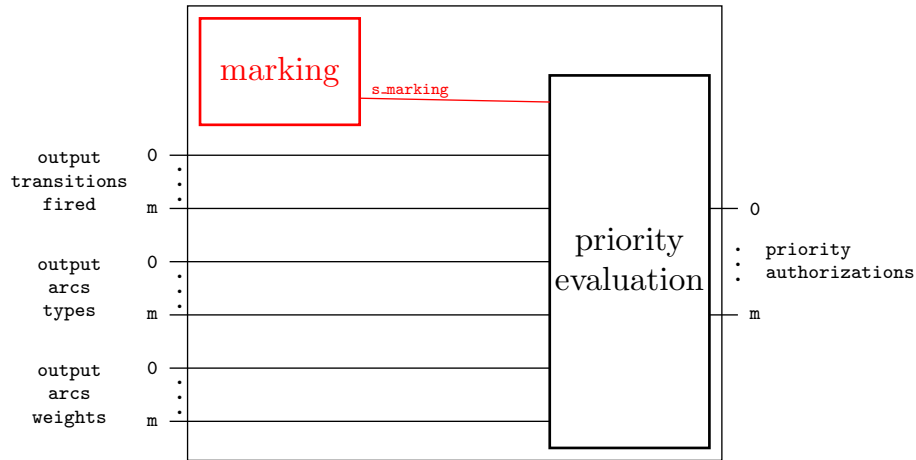 marking
s_marking
output
transitions
fired
0
m
output
arcs
types
0
m
output
arcs
weights
0
m
priority
evaluation
0
priority
authorizations
m